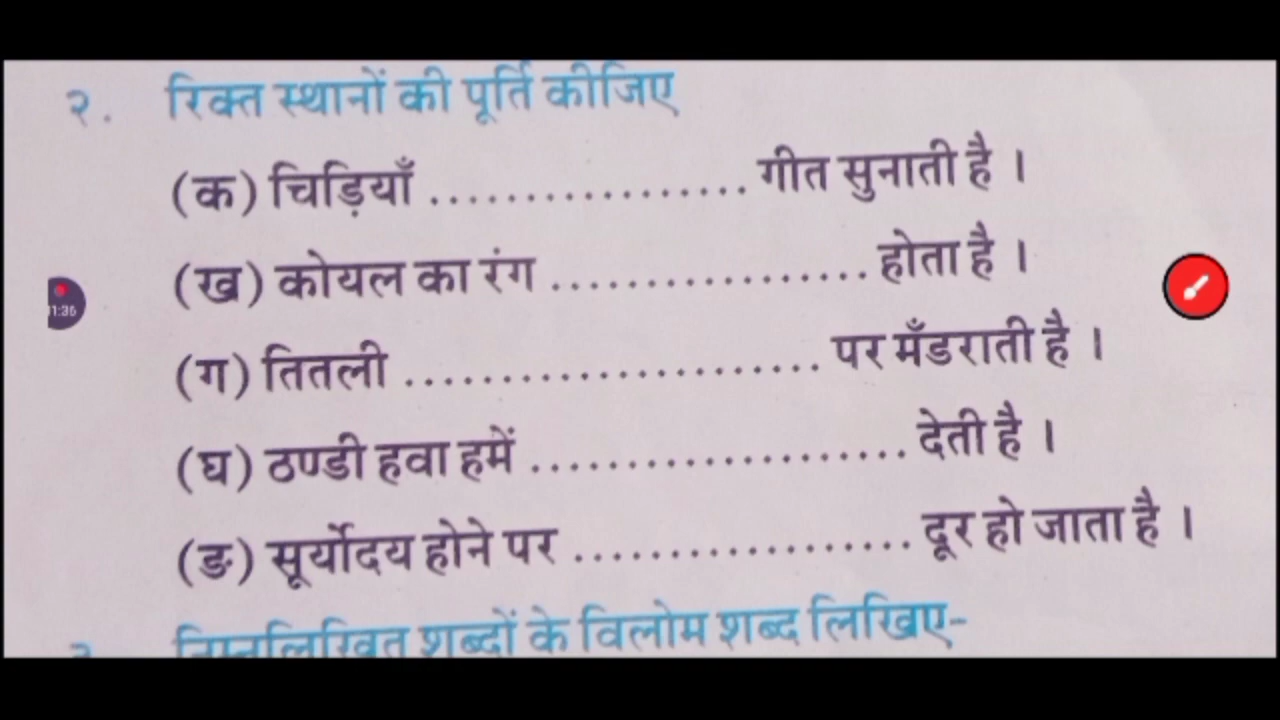 २. रिक्त स्थानों की पूर्ति कीजिए
(क) चिड़ियाँ ................. गीत सुनाती है ।
(ख) कोयल का रंग ................. होता है ।
(ग) तितली ...................... पर मँडराती है ।
(घ) ठण्डी हवा हमें .................... देती है ।
(ङ) सूर्योदय होने पर .................. दूर हो जाता है ।
निम्नलिखित शब्दों के विलोम शब्द लिखिए-